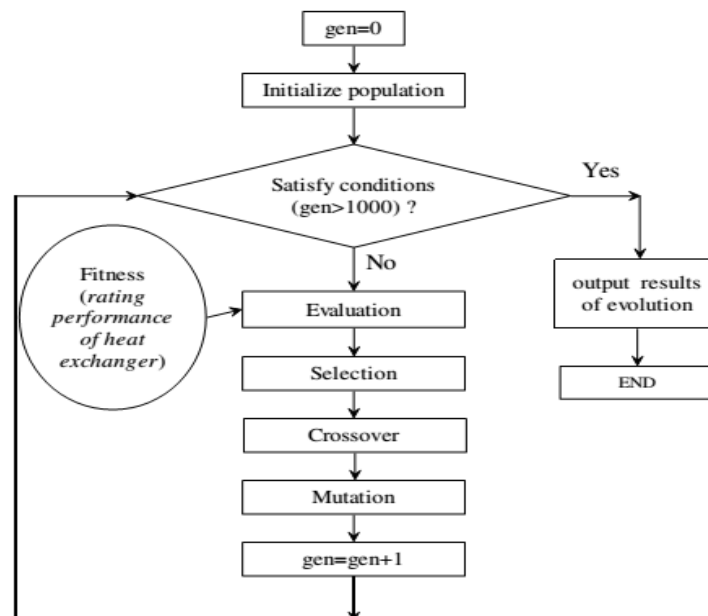 gen=0
Initialize population
Satisfy conditions
(gen>1000) ?
Yes
No
Fitness
(rating
performance
of heat
exchanger)
Evaluation
output results
of evolution
Selection
END
Crossover
Mutation
gen=gen+1